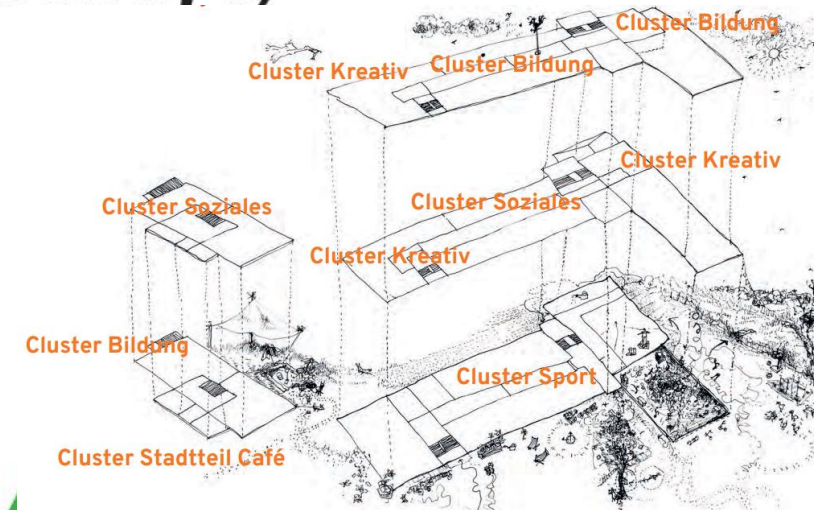 Cluster Bildung
Cluster Kreativ
Cluster Bildung
Cluster Kreativ
Cluster Soziales
Cluster Soziales
Cluster Kreativ
Cluster Bildung
Cluster Sport
Cluster Stadtteil Café